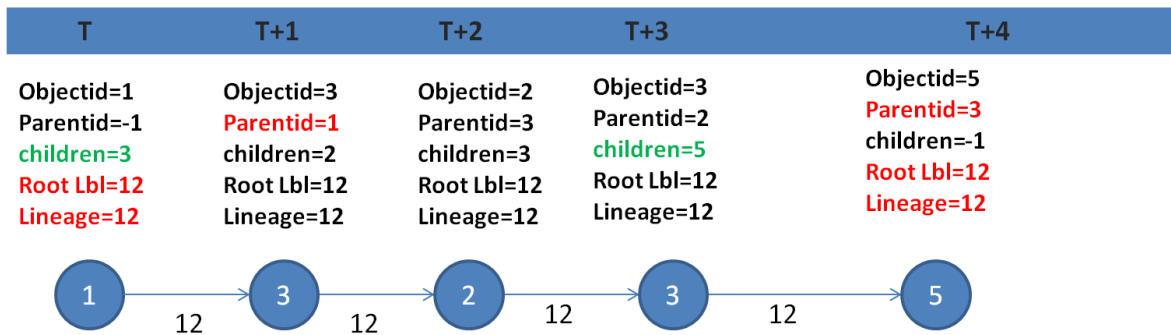 T T+1 T+2 T+3 T+4
Objectid=1
Parentid=-1
children=3
Root Lbl=12
Lineage=12
Objectid=3
Parentid=1
children=2
Root Lbl=12
Lineage=12
Objectid=2
Parentid=3
children=3
Root Lbl=12
Lineage=12
Objectid=3
Parentid=2
children=5
Root Lbl=12
Lineage=12
Objectid=5
Parentid=3
children=-1
Root Lbl=12
Lineage=12
1 3 2 3 5
12 12 12 12